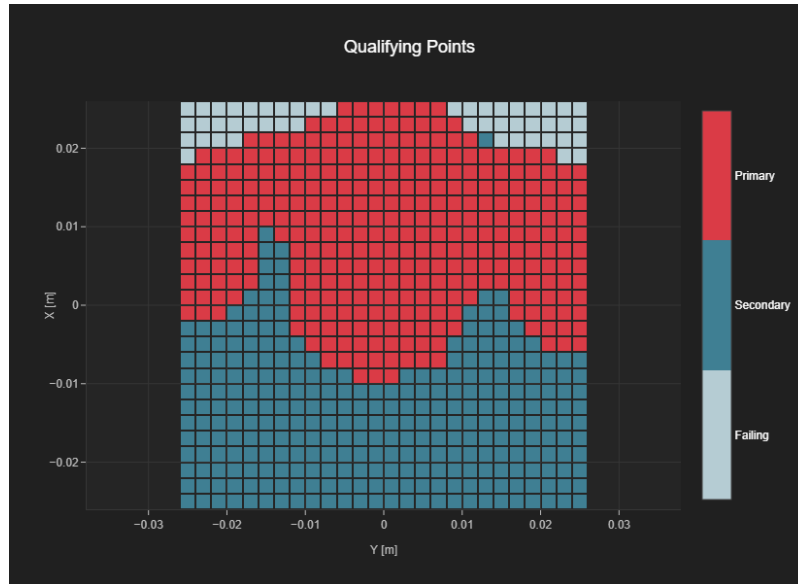 Qualifying Points
0.02
0.01
0
−0.01
−0.02
X [m]
−0.03
−0.02
−0.01
0
0.01
0.02
0.03
Y [m]
Primary
Secondary
Failing